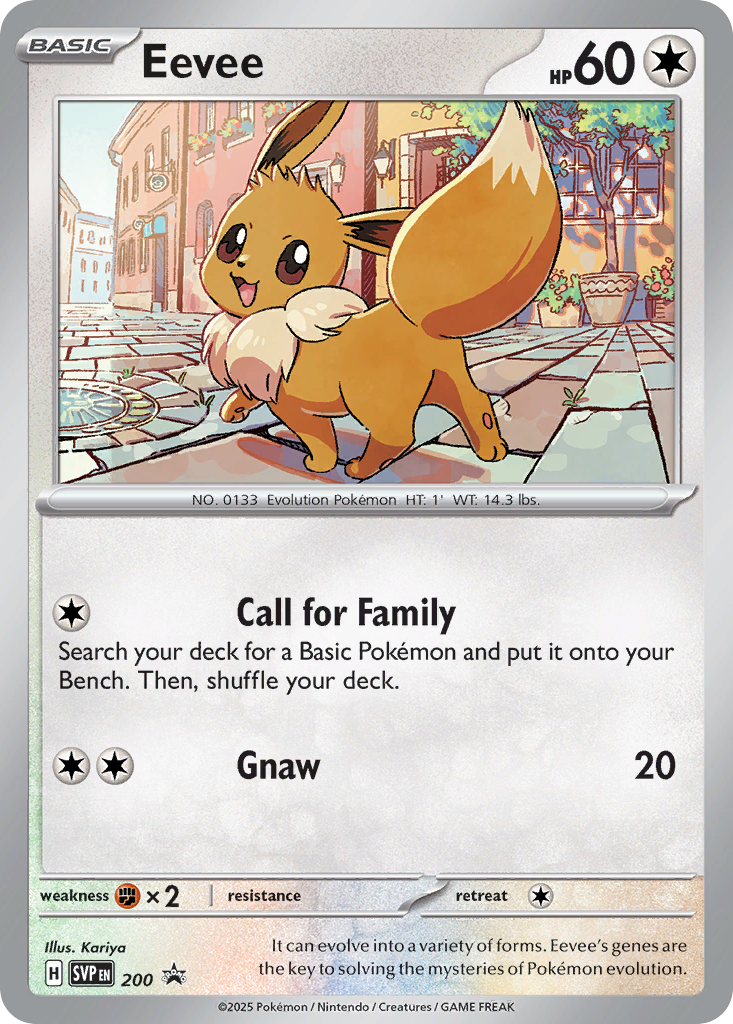 BASIC
Eevee
HP 60
NO. 0133 Evolution Pokémon HT: 1' WT: 14.3 lbs.
Call for Family
Search your deck for a Basic Pokémon and put it onto your
Bench. Then, shuffle your deck.
Gnaw 20
weakness ×2 resistance retreat
Illus. Kariya
It can evolve into a variety of forms. Eevee's genes are
the key to solving the mysteries of Pokémon evolution.
H SVP EN 200 PROMO
©2025 Pokémon / Nintendo / Creatures / GAME FREAK